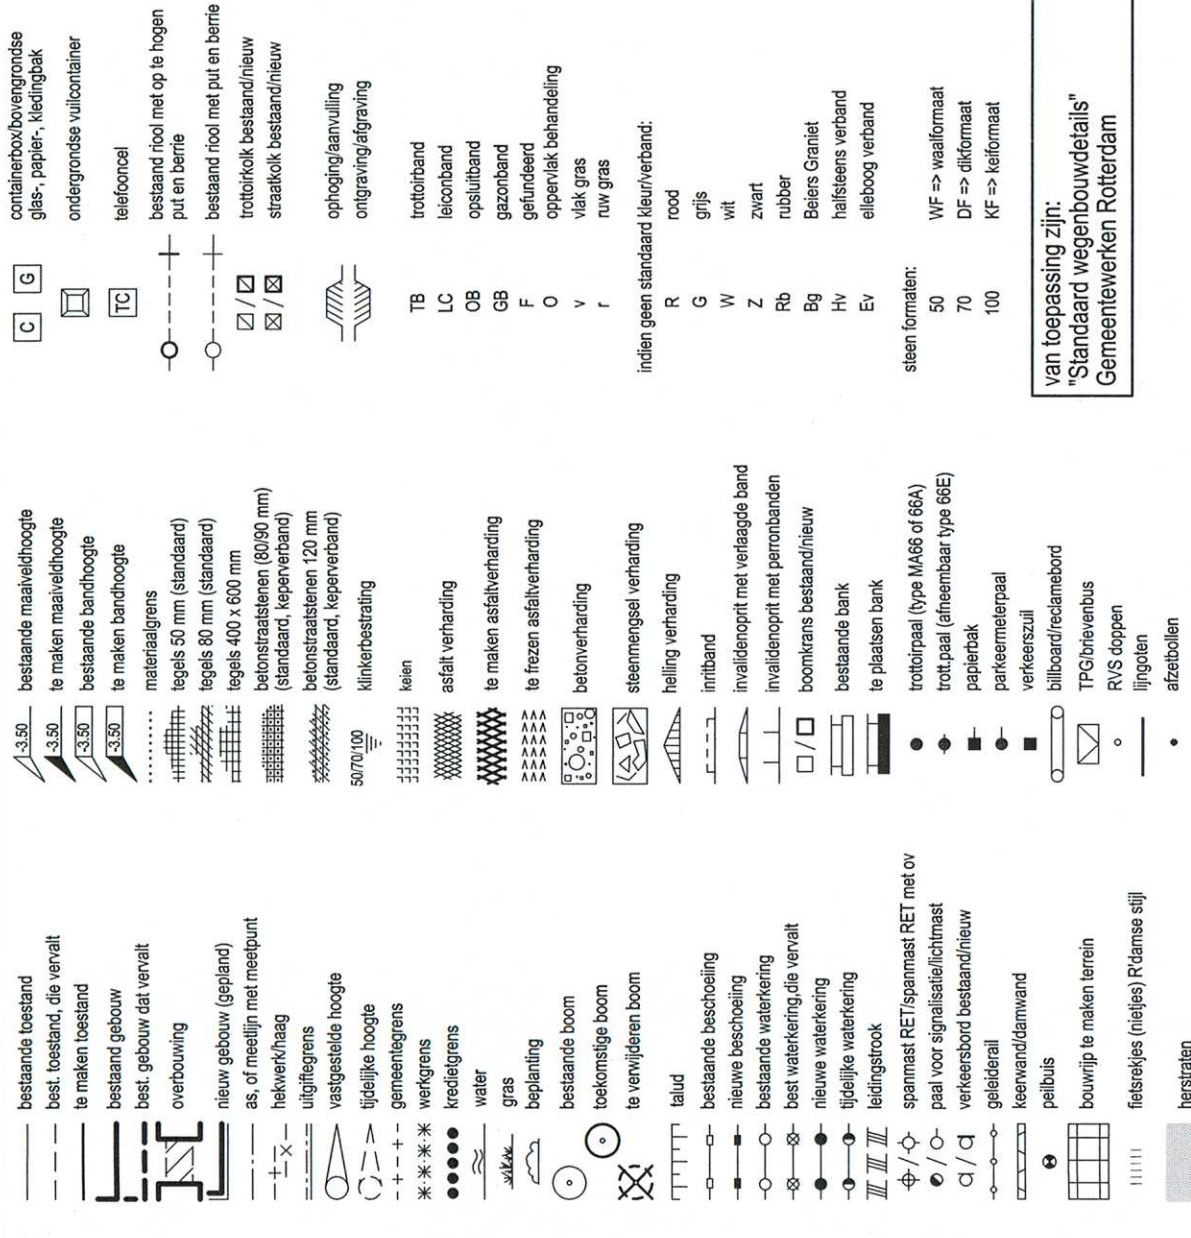 bestaande toestand
best. toestand, die vervalt
te maken toestand
bestaand gebouw
best. gebouw dat vervalt
overbouwing
nieuw gebouw (gepland)
as, of meetlijn met meetpunt
hekwerk/haag
uitgiftegrens
vastgestelde hoogte
tijdelijke hoogte
gemeentegrens
werkgrens
kredietgrens
water
gras
beplanting
bestaande boom
toekomstige boom
te verwijderen boom
talud
bestaande beschoeiing
nieuwe beschoeiing
bestaande waterkering
best waterkering,die vervalt
nieuwe waterkering
tijdelijke waterkering
leidingstrook
spanmast RET/spanmast RET met ov
paal voor signalisatie/lichtmast
verkeersbord bestaand/nieuw
geleiderail
keerwand/damwand
peilbuis
bouwrijp te maken terrein
fietsrekjes (nietjes) R'damse stijl
herstraten
-3.50 bestaande maaiveldhoogte
-3.50 te maken maaiveldhoogte
-3.50 bestaande bandhoogte
-3.50 te maken bandhoogte
materiaalgrens
tegels 50 mm (standaard)
tegels 80 mm (standaard)
tegels 400 x 600 mm
betonstraatstenen (80/90 mm)
(standaard, keperverband)
betonstraatstenen 120 mm
(standaard, keperverband)
50/70/100 klinkerbestrating
keien
asfalt verharding
te maken asfaltverharding
te frezen asfaltverharding
betonverharding
steenmengsel verharding
helling verharding
inritband
invalidenoprit met verlaagde band
invalidenoprit met perronbanden
boomkrans bestaand/nieuw
bestaande bank
te plaatsen bank
trottoirpaal (type MA66 of 66A)
trott.paal (afneembaar type 66E)
papierbak
parkeermeterpaal
verkeerszuil
billboard/reclamebord
TPG/brievenbus
RVS doppen
lijngoten
afzetbollen
C G containerbox/bovengrondse
glas-, papier-, kledingbak
ondergrondse vuilcontainer
TC telefooncel
bestaand riool met op te hogen
put en berrie
bestaand riool met put en berrie
trottoirkolk bestaand/nieuw
straatkolk bestaand/nieuw
ophoging/aanvulling
ontgraving/afgraving
TB trottoirband
LC leiconband
OB opsluitband
GB gazonband
F gefundeerd
O oppervlak behandeling
v vlak gras
r ruw gras
indien geen standaard kleur/verband:
R rood
G grijs
W wit
Z zwart
Rb rubber
Bg Beiers Graniet
Hv halfsteens verband
Ev elleboog verband
steen formaten:
50 WF => waalformaat
70 DF => dikformaat
100 KF => keiformaat
van toepassing zijn:
"Standaard wegenbouwdetails"
Gemeentewerken Rotterdam